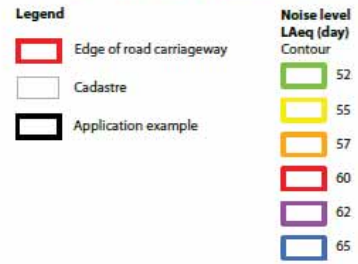 Legend
Edge of road carriageway
Cadastre
Application example
Noise level
LAeq (day)
Contour
52
55
57
60
62
65